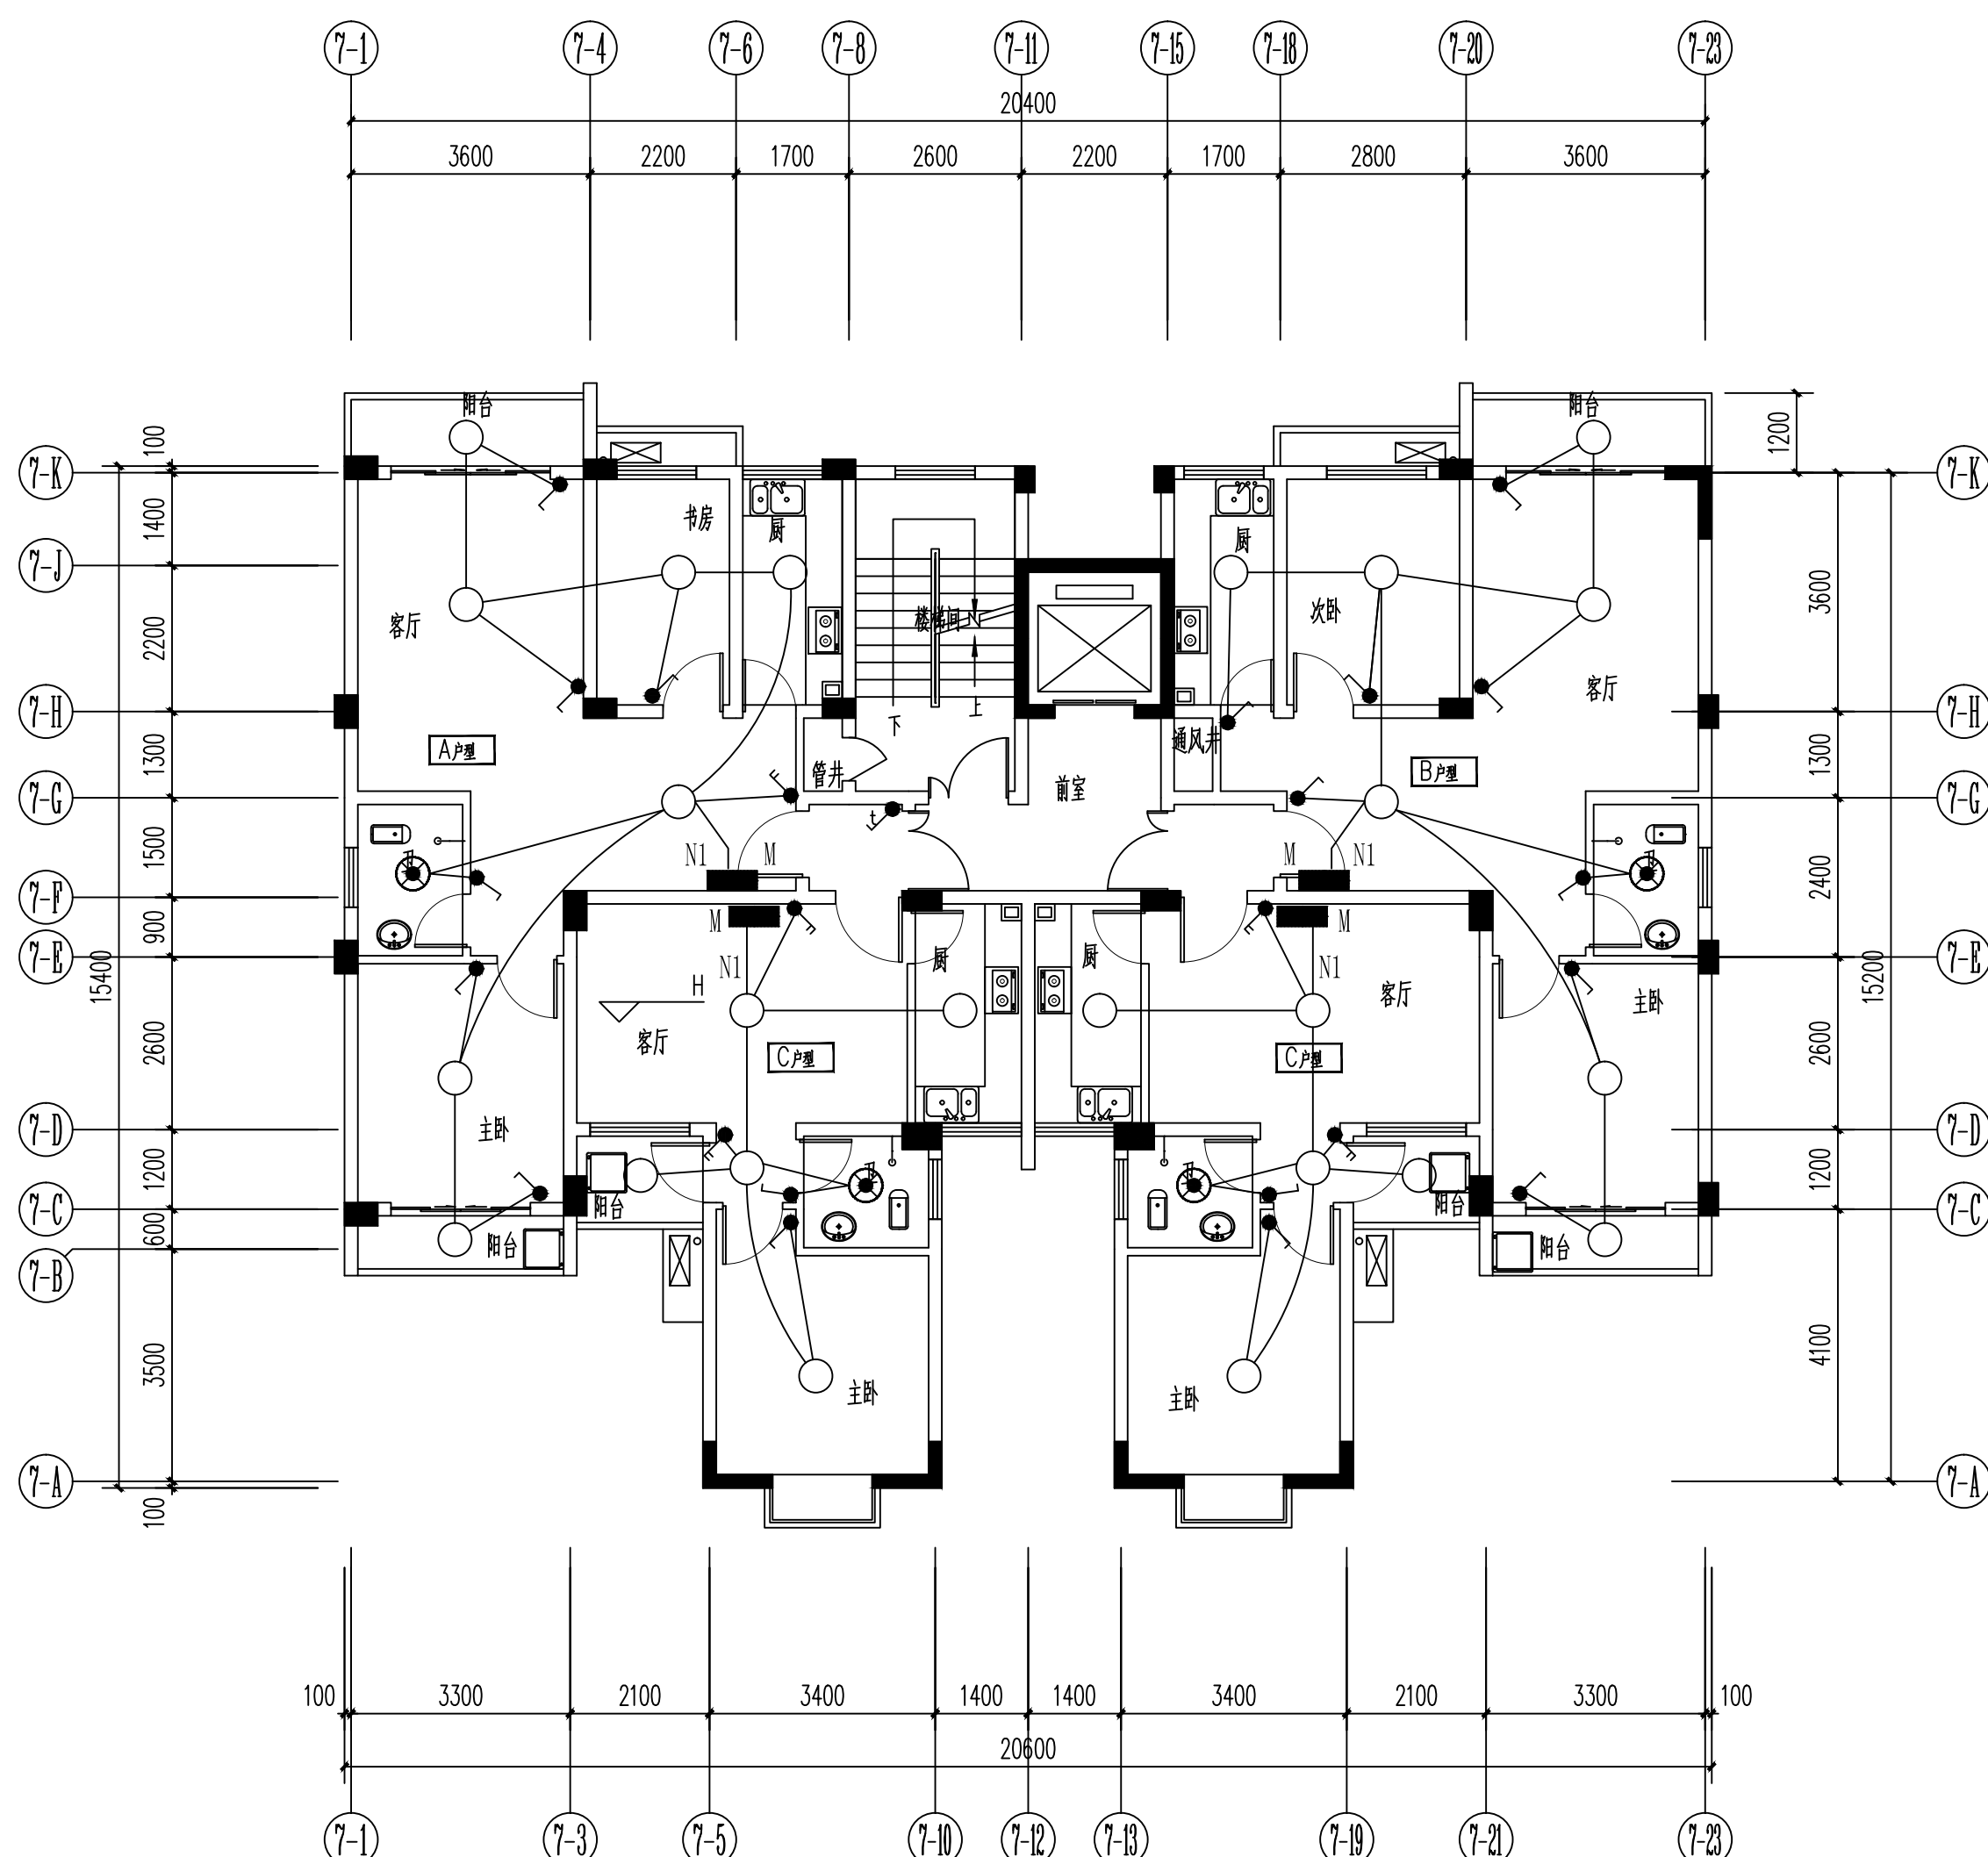 7-1 7-4 7-6 7-8 7-11 7-15 7-18 7-20 7-23
20400
3600 2200 1700 2600 2200 1700 2800 3600
阳台 阳台
1200
100
7-K 7-K
1400
书房 厨 厨
7-J
3600
客厅 楼梯间 次卧
2200
客厅
7-H 下 上 7-H
通风井
A户型 管井 前室 B户型
1300 1300
7-G 7-G
t
1500 卫 N1 M M N1 卫 2400
7-F 7-F
900 M M
7-E 厨 厨 7-E
15400 N1 N1 15200
H 客厅 主卧
客厅 C户型 C户型
2600 2600
主卧
7-D 7-D
1200 卫 卫 1200
7-C 阳台 阳台 7-C
600 阳台 阳台
7-B
3500 4100
主卧 主卧
7-A 7-A
100
100 3300 2100 3400 1400 1400 3400 2100 3300 100
20600
7-1 7-3 7-5 7-10 7-12 7-13 7-19 7-21 7-23